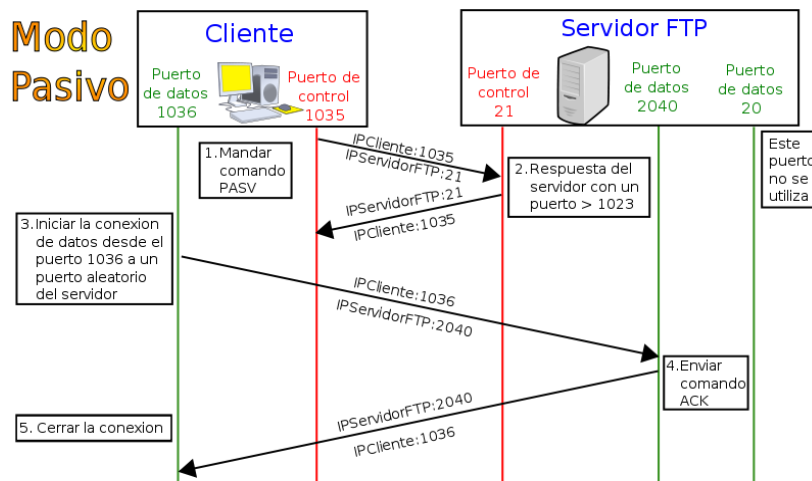 Modo
Pasivo
Cliente
Puerto
de datos
1036
Puerto de
control
1035
Servidor FTP
Puerto de
control
21
Puerto
de datos
2040
Puerto
de datos
20
Este
puerto
no se
utiliza
1.Mandar
comando
PASV
IPCliente:1035
IPServidorFTP:21
2.Respuesta del
servidor con un
puerto > 1023
IPServidorFTP:21
IPCliente:1035
3.Iniciar la conexion
de datos desde el
puerto 1036 a un
puerto aleatorio
del servidor
IPCliente:1036
IPServidorFTP:2040
4.Enviar
comando
ACK
IPServidorFTP:2040
IPCliente:1036
5. Cerrar la conexion